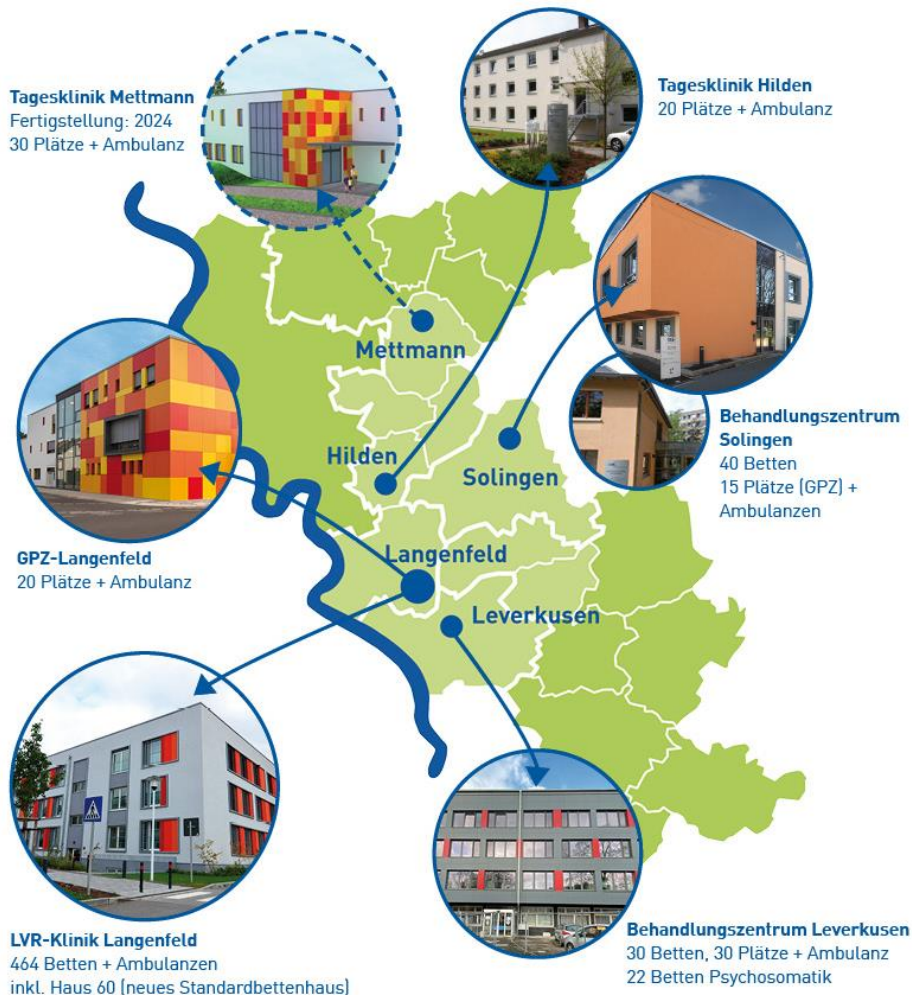 Tagesklinik Mettmann
Fertigstellung: 2024
30 Plätze + Ambulanz
Tagesklinik Hilden
20 Plätze + Ambulanz
Mettmann
Hilden
Solingen
Behandlungszentrum
Solingen
40 Betten
15 Plätze (GPZ) +
Ambulanzen
GPZ-Langenfeld
20 Plätze + Ambulanz
Langenfeld
Leverkusen
LVR-Klinik Langenfeld
464 Betten + Ambulanzen
inkl. Haus 60 (neues Standardbettenhaus)
Behandlungszentrum Leverkusen
30 Betten, 30 Plätze + Ambulanz
22 Betten Psychosomatik